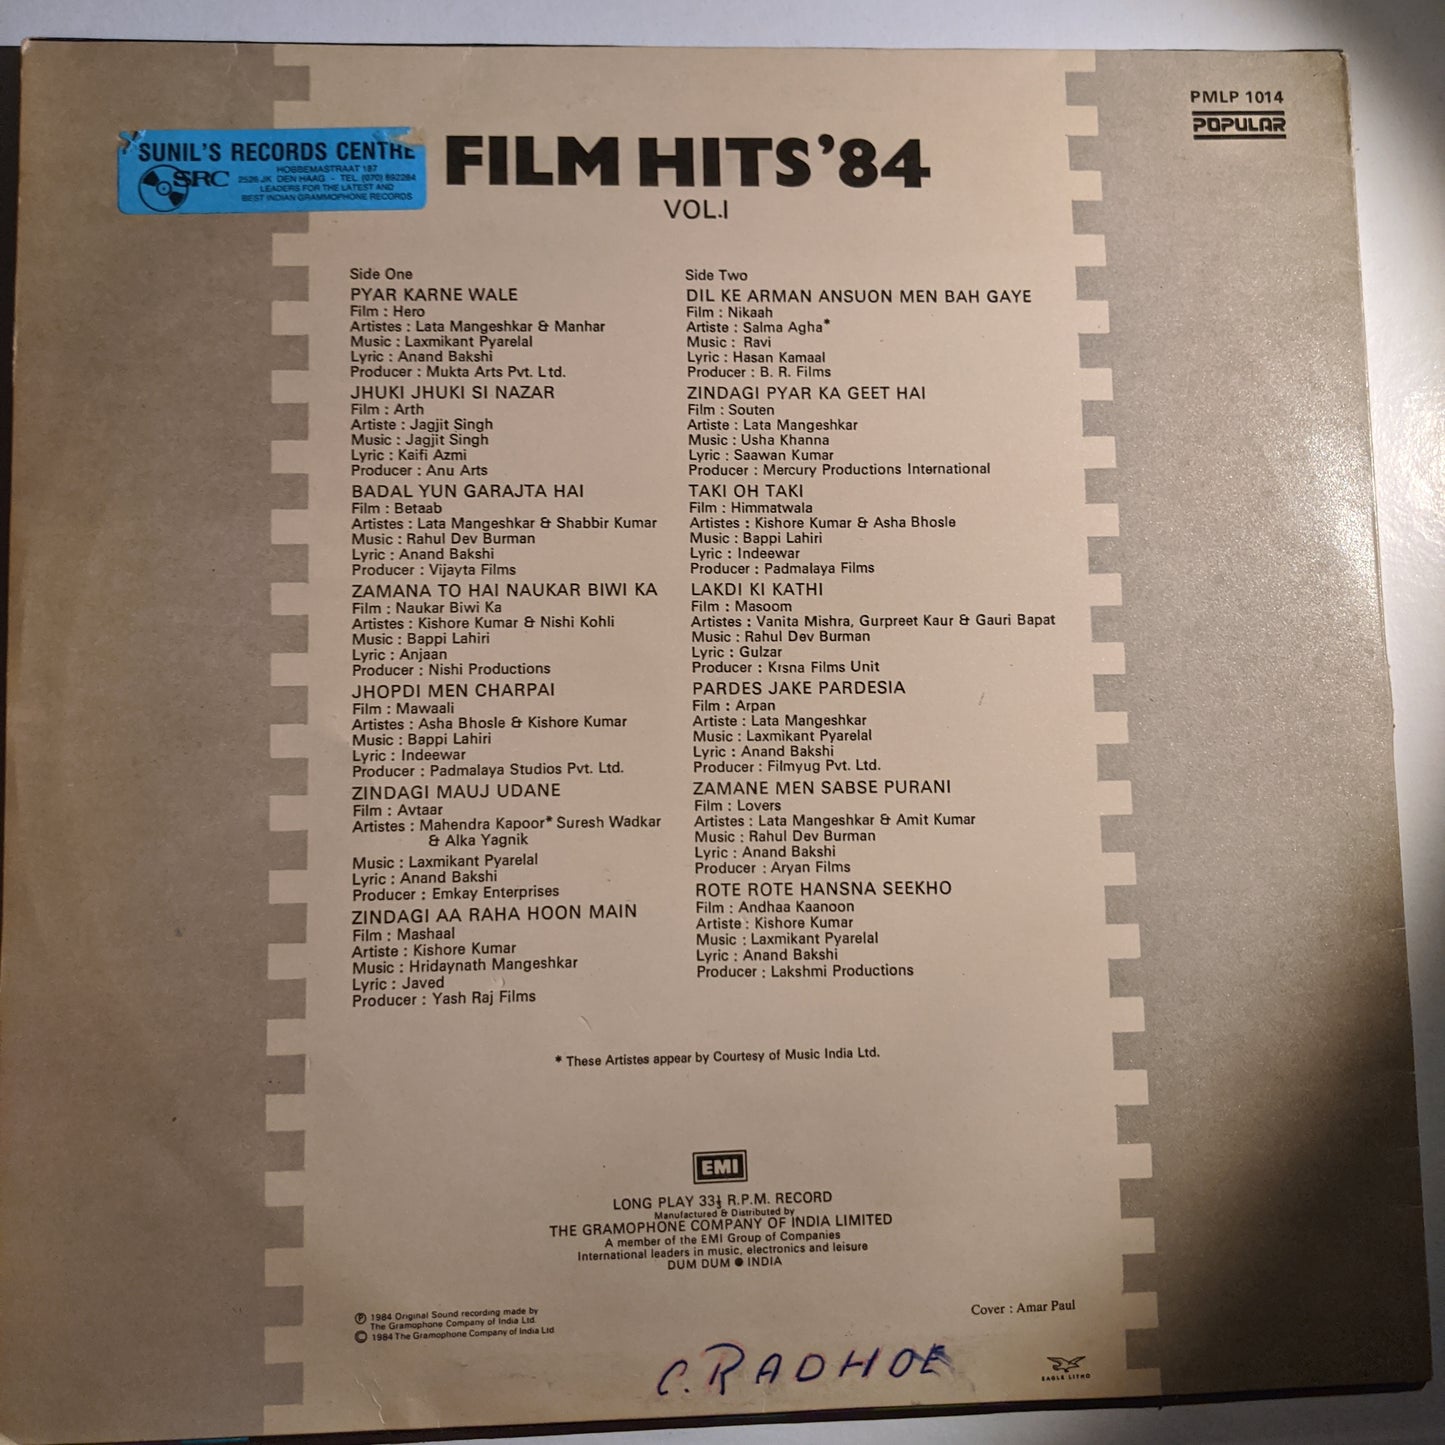 PMLP 1014
POPULAR
SUNIL'S RECORDS CENTRE
SRC
HOBBEMASTRAAT 187
2526 JK DEN HAAG - TEL. (070) 892284
LEADERS FOR THE LATEST AND
BEST INDIAN GRAMMOPHONE RECORDS
FILM HITS '84
VOL.I
Side One
PYAR KARNE WALE
Film : Hero
Artistes : Lata Mangeshkar & Manhar
Music : Laxmikant Pyarelal
Lyric : Anand Bakshi
Producer : Mukta Arts Pvt. Ltd.
JHUKI JHUKI SI NAZAR
Film : Arth
Artiste : Jagjit Singh
Music : Jagjit Singh
Lyric : Kaifi Azmi
Producer : Anu Arts
BADAL YUN GARAJTA HAI
Film : Betaab
Artistes : Lata Mangeshkar & Shabbir Kumar
Music : Rahul Dev Burman
Lyric : Anand Bakshi
Producer : Vijayta Films
ZAMANA TO HAI NAUKAR BIWI KA
Film : Naukar Biwi Ka
Artistes : Kishore Kumar & Nishi Kohli
Music : Bappi Lahiri
Lyric : Anjaan
Producer : Nishi Productions
JHOPDI MEN CHARPAI
Film : Mawaali
Artistes : Asha Bhosle & Kishore Kumar
Music : Bappi Lahiri
Lyric : Indeewar
Producer : Padmalaya Studios Pvt. Ltd.
ZINDAGI MAUJ UDANE
Film : Avtaar
Artistes : Mahendra Kapoor* Suresh Wadkar
& Alka Yagnik
Music : Laxmikant Pyarelal
Lyric : Anand Bakshi
Producer : Emkay Enterprises
ZINDAGI AA RAHA HOON MAIN
Film : Mashaal
Artiste : Kishore Kumar
Music : Hridaynath Mangeshkar
Lyric : Javed
Producer : Yash Raj Films
Side Two
DIL KE ARMAN ANSUON MEN BAH GAYE
Film : Nikaah
Artiste : Salma Agha*
Music : Ravi
Lyric : Hasan Kamaal
Producer : B. R. Films
ZINDAGI PYAR KA GEET HAI
Film : Souten
Artiste : Lata Mangeshkar
Music : Usha Khanna
Lyric : Saawan Kumar
Producer : Mercury Productions International
TAKI OH TAKI
Film : Himmatwala
Artistes : Kishore Kumar & Asha Bhosle
Music : Bappi Lahiri
Lyric : Indeewar
Producer : Padmalaya Films
LAKDI KI KATHI
Film : Masoom
Artistes : Vanita Mishra, Gurpreet Kaur & Gauri Bapat
Music : Rahul Dev Burman
Lyric : Gulzar
Producer : Krsna Films Unit
PARDES JAKE PARDESIA
Film : Arpan
Artiste : Lata Mangeshkar
Music : Laxmikant Pyarelal
Lyric : Anand Bakshi
Producer : Filmyug Pvt. Ltd.
ZAMANE MEN SABSE PURANI
Film : Lovers
Artistes : Lata Mangeshkar & Amit Kumar
Music : Rahul Dev Burman
Lyric : Anand Bakshi
Producer : Aryan Films
ROTE ROTE HANSNA SEEKHO
Film : Andhaa Kaanoon
Artiste : Kishore Kumar
Music : Laxmikant Pyarelal
Lyric : Anand Bakshi
Producer : Lakshmi Productions
* These Artistes appear by Courtesy of Music India Ltd.
EMI
LONG PLAY 33⅓ R.P.M. RECORD
Manufactured & Distributed by
THE GRAMOPHONE COMPANY OF INDIA LIMITED
A member of the EMI Group of Companies
International leaders in music, electronics and leisure
DUM DUM ● INDIA
Ⓟ 1984 Original Sound recording made by
The Gramophone Company of India Ltd.
© 1984 The Gramophone Company of India Ltd
Cover : Amar Paul
C. RADHOE
EAGLE LITHO